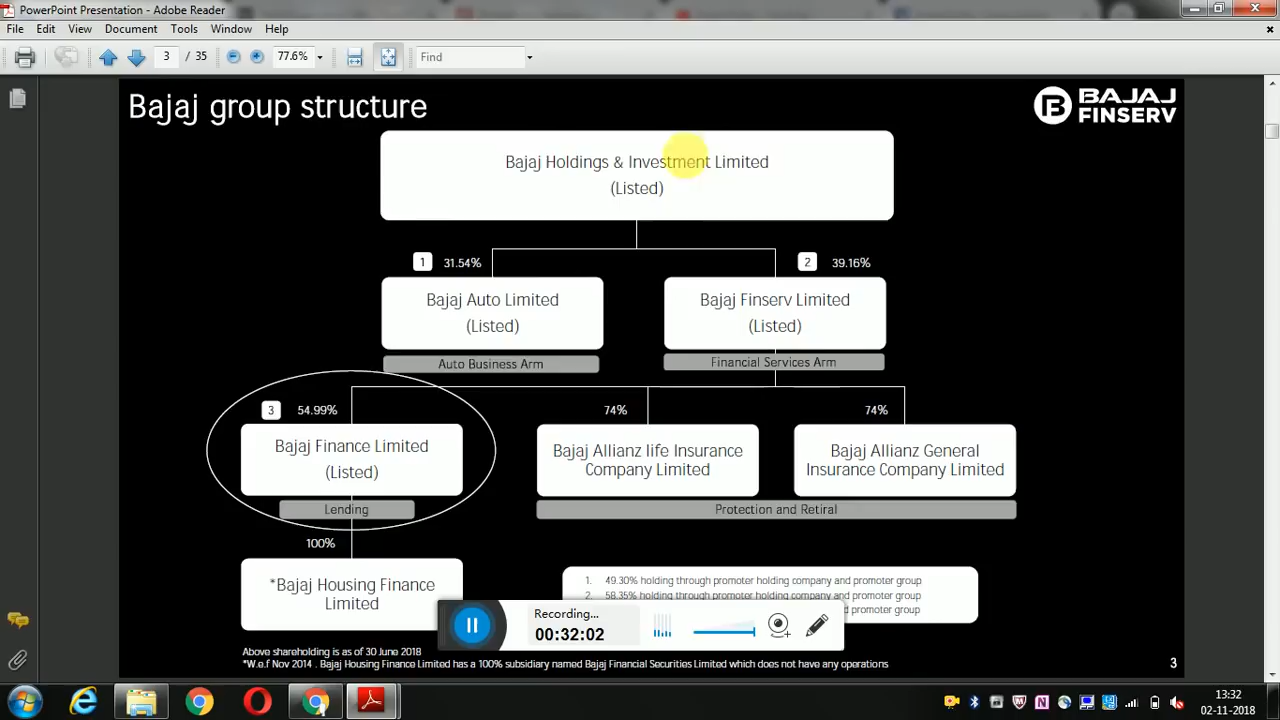 PowerPoint Presentation - Adobe Reader
File Edit View Document Tools Window Help
3 / 35 77.6% Find
Bajaj group structure
BAJAJ
FINSERV
Bajaj Holdings & Investment Limited
(Listed)
1 31.54%
2 39.16%
Bajaj Auto Limited
(Listed)
Bajaj Finserv Limited
(Listed)
Auto Business Arm
Financial Services Arm
3 54.99%
74%
74%
Bajaj Finance Limited
(Listed)
Bajaj Allianz life Insurance
Company Limited
Bajaj Allianz General
Insurance Company Limited
Lending
Protection and Retiral
100%
*Bajaj Housing Finance
Limited
1. 49.30% holding through promoter holding company and promoter group
2. 58.35% holding through promoter holding company and promoter group
d promoter group
Recording...
00:32:02
Above shareholding is as of 30 June 2018
*W.e.f Nov 2014 . Bajaj Housing Finance Limited has a 100% subsidiary named Bajaj Financial Securities Limited which does not have any operations
3
13:32
02-11-2018